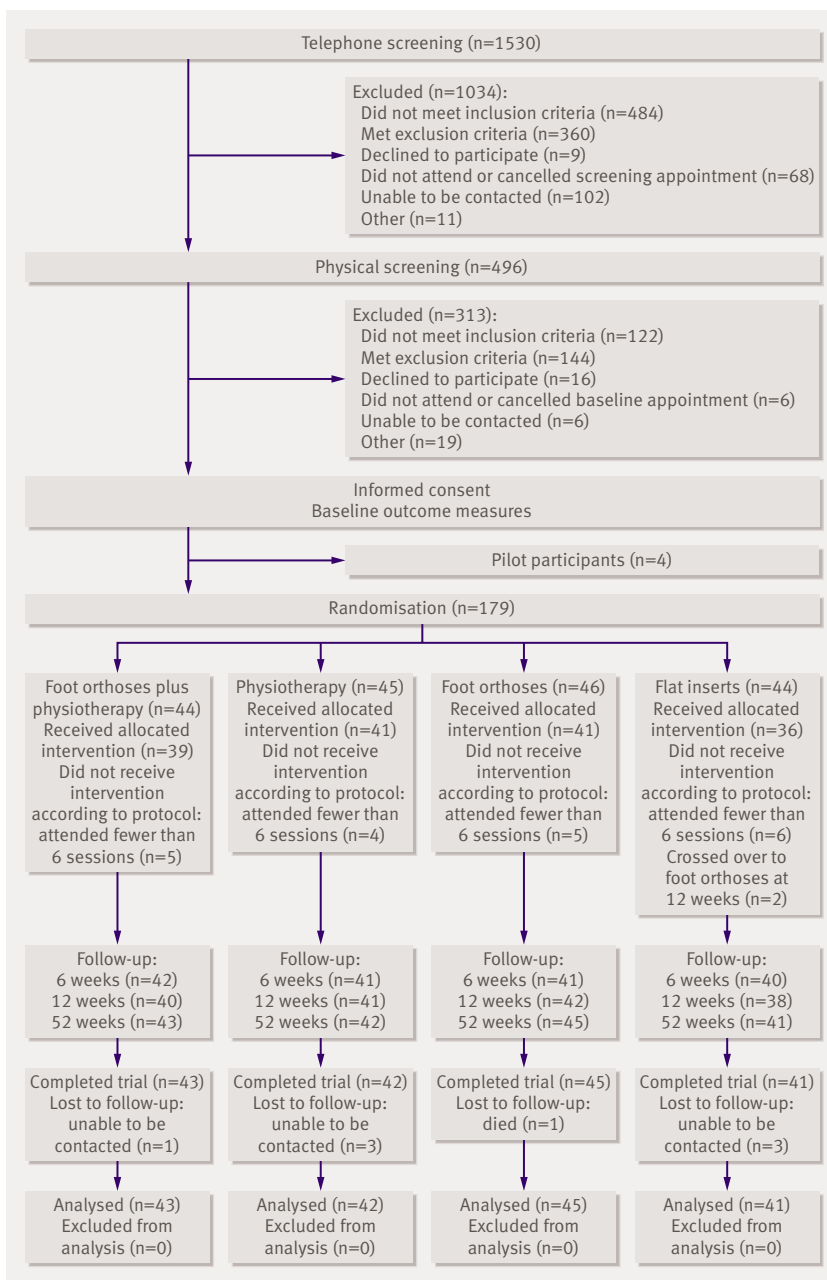 Telephone screening (n=1530)
Excluded (n=1034):
Did not meet inclusion criteria (n=484)
Met exclusion criteria (n=360)
Declined to participate (n=9)
Did not attend or cancelled screening appointment (n=68)
Unable to be contacted (n=102)
Other (n=11)
Physical screening (n=496)
Excluded (n=313):
Did not meet inclusion criteria (n=122)
Met exclusion criteria (n=144)
Declined to participate (n=16)
Did not attend or cancelled baseline appointment (n=6)
Unable to be contacted (n=6)
Other (n=19)
Informed consent
Baseline outcome measures
Pilot participants (n=4)
Randomisation (n=179)
Foot orthoses plus
physiotherapy (n=44)
Received allocated
intervention (n=39)
Did not receive
intervention
according to protocol:
attended fewer than
6 sessions (n=5)
Physiotherapy (n=45)
Received allocated
intervention (n=41)
Did not receive
intervention
according to protocol:
attended fewer than
6 sessions (n=4)
Foot orthoses (n=46)
Received allocated
intervention (n=41)
Did not receive
intervention
according to protocol:
attended fewer than
6 sessions (n=5)
Flat inserts (n=44)
Received allocated
intervention (n=36)
Did not receive
intervention
according to protocol:
attended fewer than
6 sessions (n=6)
Crossed over to
foot orthoses at
12 weeks (n=2)
Follow-up:
6 weeks (n=42)
12 weeks (n=40)
52 weeks (n=43)
Follow-up:
6 weeks (n=41)
12 weeks (n=41)
52 weeks (n=42)
Follow-up:
6 weeks (n=41)
12 weeks (n=42)
52 weeks (n=45)
Follow-up:
6 weeks (n=40)
12 weeks (n=38)
52 weeks (n=41)
Completed trial (n=43)
Lost to follow-up:
unable to be
contacted (n=1)
Completed trial (n=42)
Lost to follow-up:
unable to be
contacted (n=3)
Completed trial (n=45)
Lost to follow-up:
died (n=1)
Completed trial (n=41)
Lost to follow-up:
unable to be
contacted (n=3)
Analysed (n=43)
Excluded from
analysis (n=0)
Analysed (n=42)
Excluded from
analysis (n=0)
Analysed (n=45)
Excluded from
analysis (n=0)
Analysed (n=41)
Excluded from
analysis (n=0)